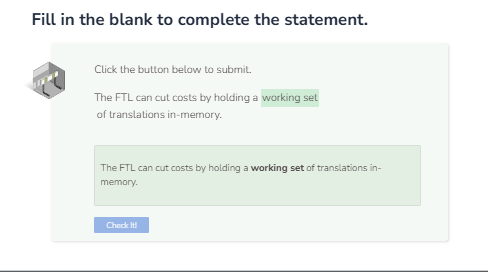 Fill in the blank to complete the statement.
Click the button below to submit.
The FTL can cut costs by holding a working set
of translations in-memory.
The FTL can cut costs by holding a working set of translations in-
memory.
Check It!